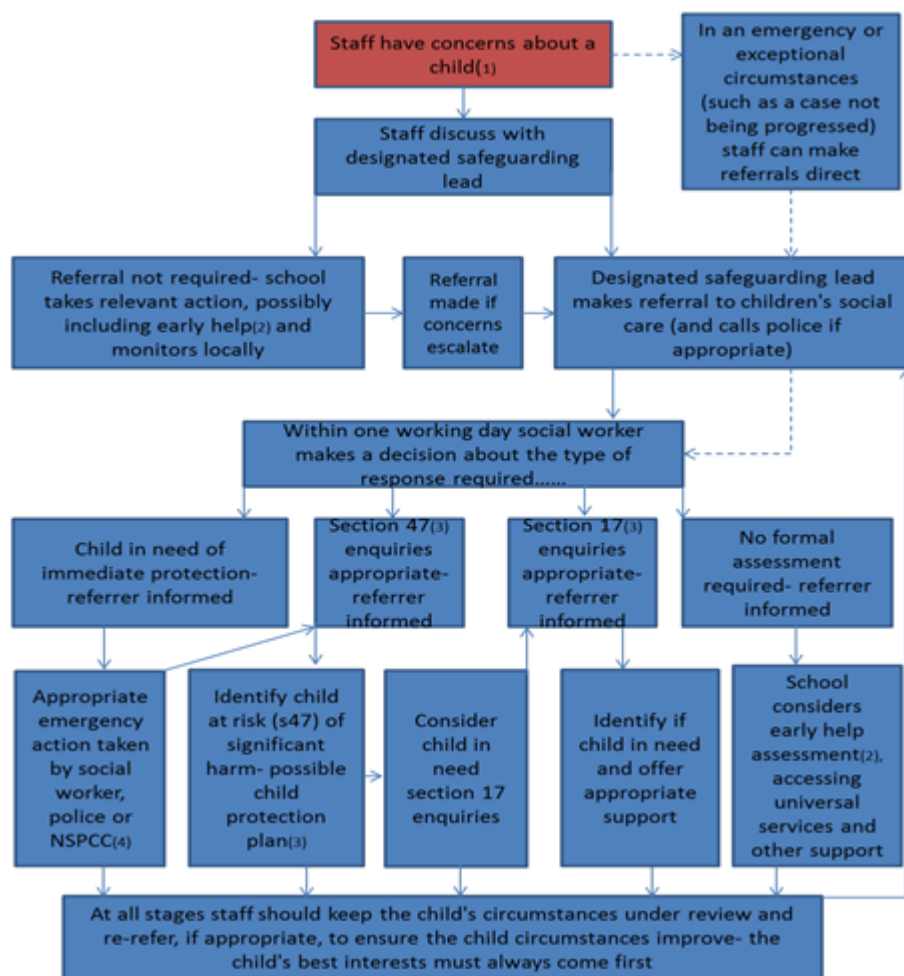 Staff have concerns about a
child(1)
In an emergency or
exceptional
circumstances
(such as a case not
being progressed)
staff can make
referrals direct
Staff discuss with
designated safeguarding
lead
Referral not required- school
takes relevant action, possibly
including early help(2) and
monitors locally
Referral
made if
concerns
escalate
Designated safeguarding lead
makes referral to children's social
care (and calls police if
appropriate)
Within one working day social worker
makes a decision about the type of
response required......
Child in need of
immediate protection-
referrer informed
Section 47(3)
enquiries
appropriate-
referrer
informed
Section 17(3)
enquiries
appropriate-
referrer
informed
No formal
assessment
required- referrer
informed
Appropriate
emergency
action taken
by social
worker,
police or
NSPCC(4)
Identify child
at risk (s47) of
significant
harm- possible
child
protection
plan(3)
Consider
child in
need
section 17
enquiries
Identify if
child in need
and offer
appropriate
support
School
considers
early help
assessment(2),
accessing
universal
services and
other support
At all stages staff should keep the child's circumstances under review and
re-refer, if appropriate, to ensure the child circumstances improve- the
child's best interests must always come first